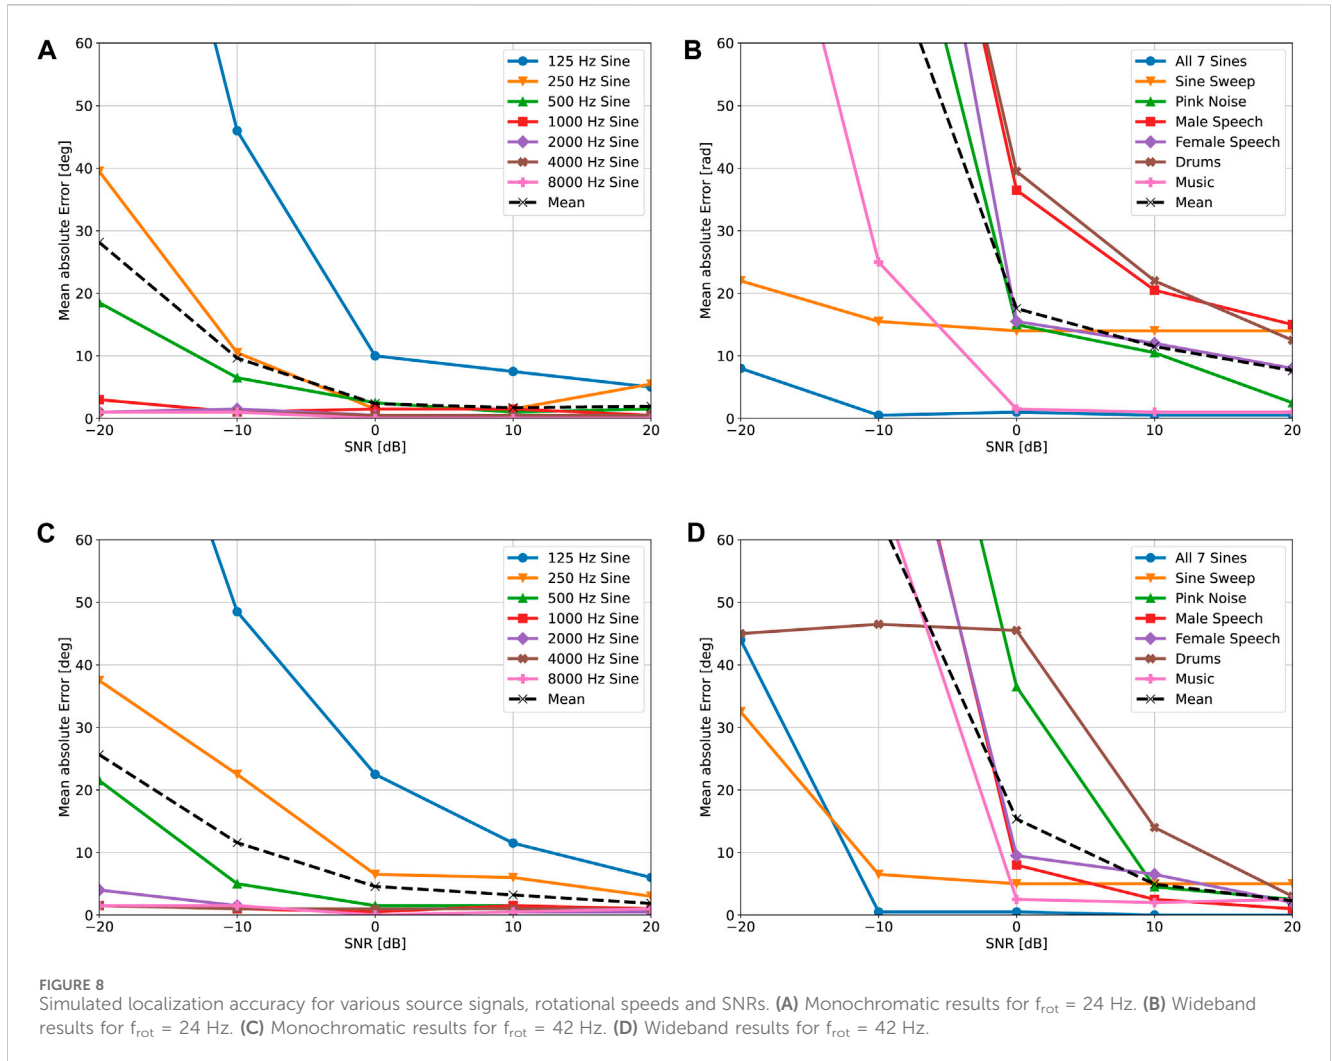 A
60
50
40
30
20
10
0
Mean absolute Error [deg]
−20
−10
0
10
20
SNR [dB]
125 Hz Sine
250 Hz Sine
500 Hz Sine
1000 Hz Sine
2000 Hz Sine
4000 Hz Sine
8000 Hz Sine
Mean
B
60
50
40
30
20
10
0
Mean absolute Error [rad]
−20
−10
0
10
20
SNR [dB]
All 7 Sines
Sine Sweep
Pink Noise
Male Speech
Female Speech
Drums
Music
Mean
C
60
50
40
30
20
10
0
Mean absolute Error [deg]
−20
−10
0
10
20
SNR [dB]
125 Hz Sine
250 Hz Sine
500 Hz Sine
1000 Hz Sine
2000 Hz Sine
4000 Hz Sine
8000 Hz Sine
Mean
D
60
50
40
30
20
10
0
Mean absolute Error [deg]
−20
−10
0
10
20
SNR [dB]
All 7 Sines
Sine Sweep
Pink Noise
Male Speech
Female Speech
Drums
Music
Mean
FIGURE 8
Simulated localization accuracy for various source signals, rotational speeds and SNRs. (A) Monochromatic results for f_rot = 24 Hz. (B) Wideband
results for f_rot = 24 Hz. (C) Monochromatic results for f_rot = 42 Hz. (D) Wideband results for f_rot = 42 Hz.